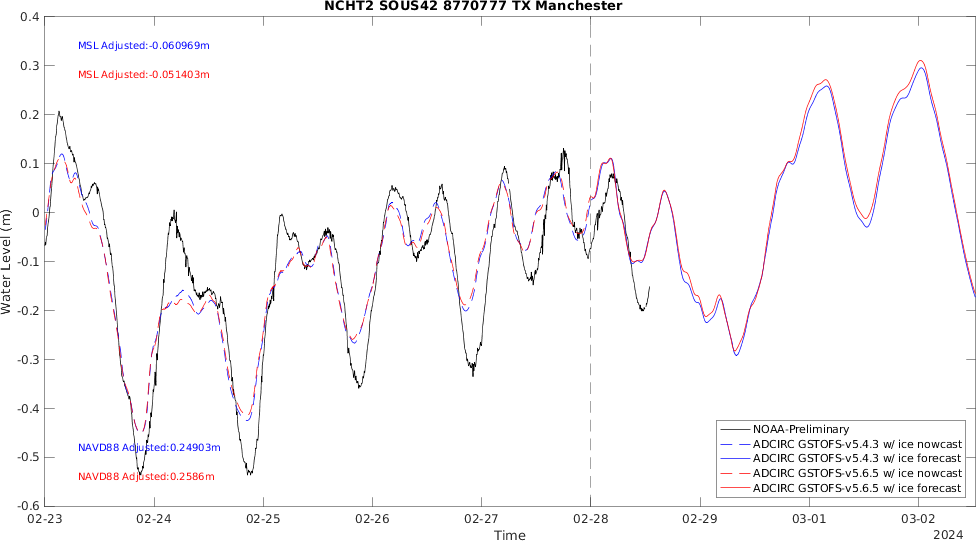 NCHT2 SOUS42 8770777 TX Manchester
0.4
0.3
0.2
0.1
0
-0.1
-0.2
-0.3
-0.4
-0.5
-0.6
Water Level (m)
MSL Adjusted:-0.060969m
MSL Adjusted:-0.051403m
NAVD88 Adjusted:0.24903m
NAVD88 Adjusted:0.2586m
NOAA-Preliminary
ADCIRC GSTOFS-v5.4.3 w/ ice nowcast
ADCIRC GSTOFS-v5.4.3 w/ ice forecast
ADCIRC GSTOFS-v5.6.5 w/ ice nowcast
ADCIRC GSTOFS-v5.6.5 w/ ice forecast
02-23 02-24 02-25 02-26 02-27 02-28 02-29 03-01 03-02
Time
2024